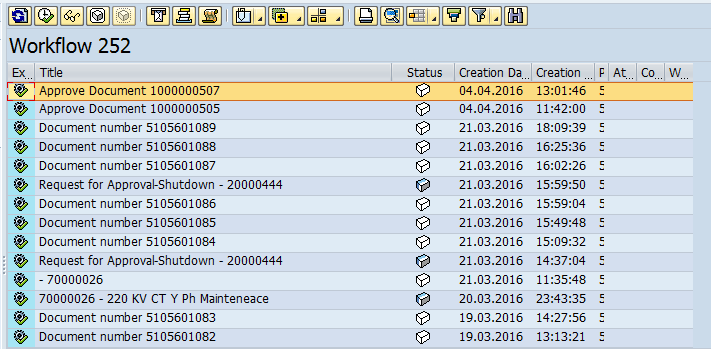 Workflow 252
Ex... Title Status Creation Da... Creation ... P At... Co... W...
Approve Document 1000000507 04.04.2016 13:01:46 5
Approve Document 1000000505 04.04.2016 11:42:00 5
Document number 5105601089 21.03.2016 18:09:39 5
Document number 5105601088 21.03.2016 16:25:36 5
Document number 5105601087 21.03.2016 16:02:26 5
Request for Approval-Shutdown - 20000444 21.03.2016 15:59:50 5
Document number 5105601086 21.03.2016 15:59:04 5
Document number 5105601085 21.03.2016 15:49:48 5
Document number 5105601084 21.03.2016 15:09:32 5
Request for Approval-Shutdown - 20000444 21.03.2016 14:37:04 5
- 70000026 21.03.2016 11:35:48 5
70000026 - 220 KV CT Y Ph Mainteneace 20.03.2016 23:43:35 5
Document number 5105601083 19.03.2016 14:27:56 5
Document number 5105601082 19.03.2016 13:13:21 5